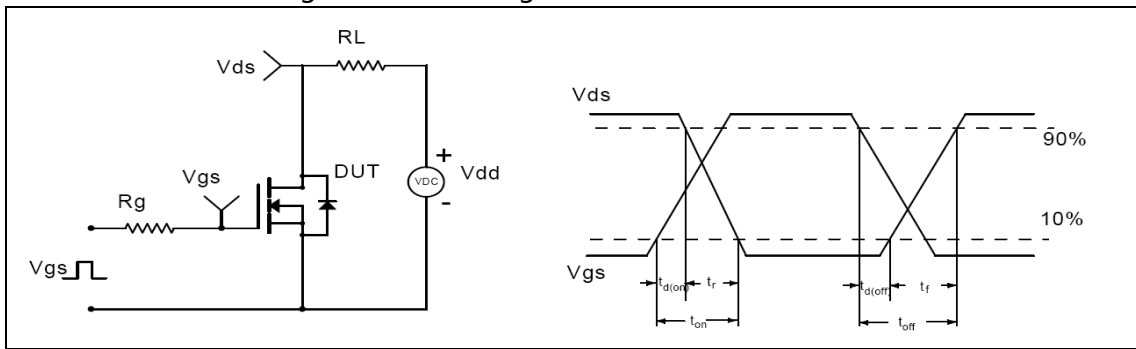 RL
Vds
Vgs
DUT
+
VDC
Vdd
-
Rg
Vgs
Vds
90%
10%
Vgs
td(on)
tr
td(off)
tf
ton
toff